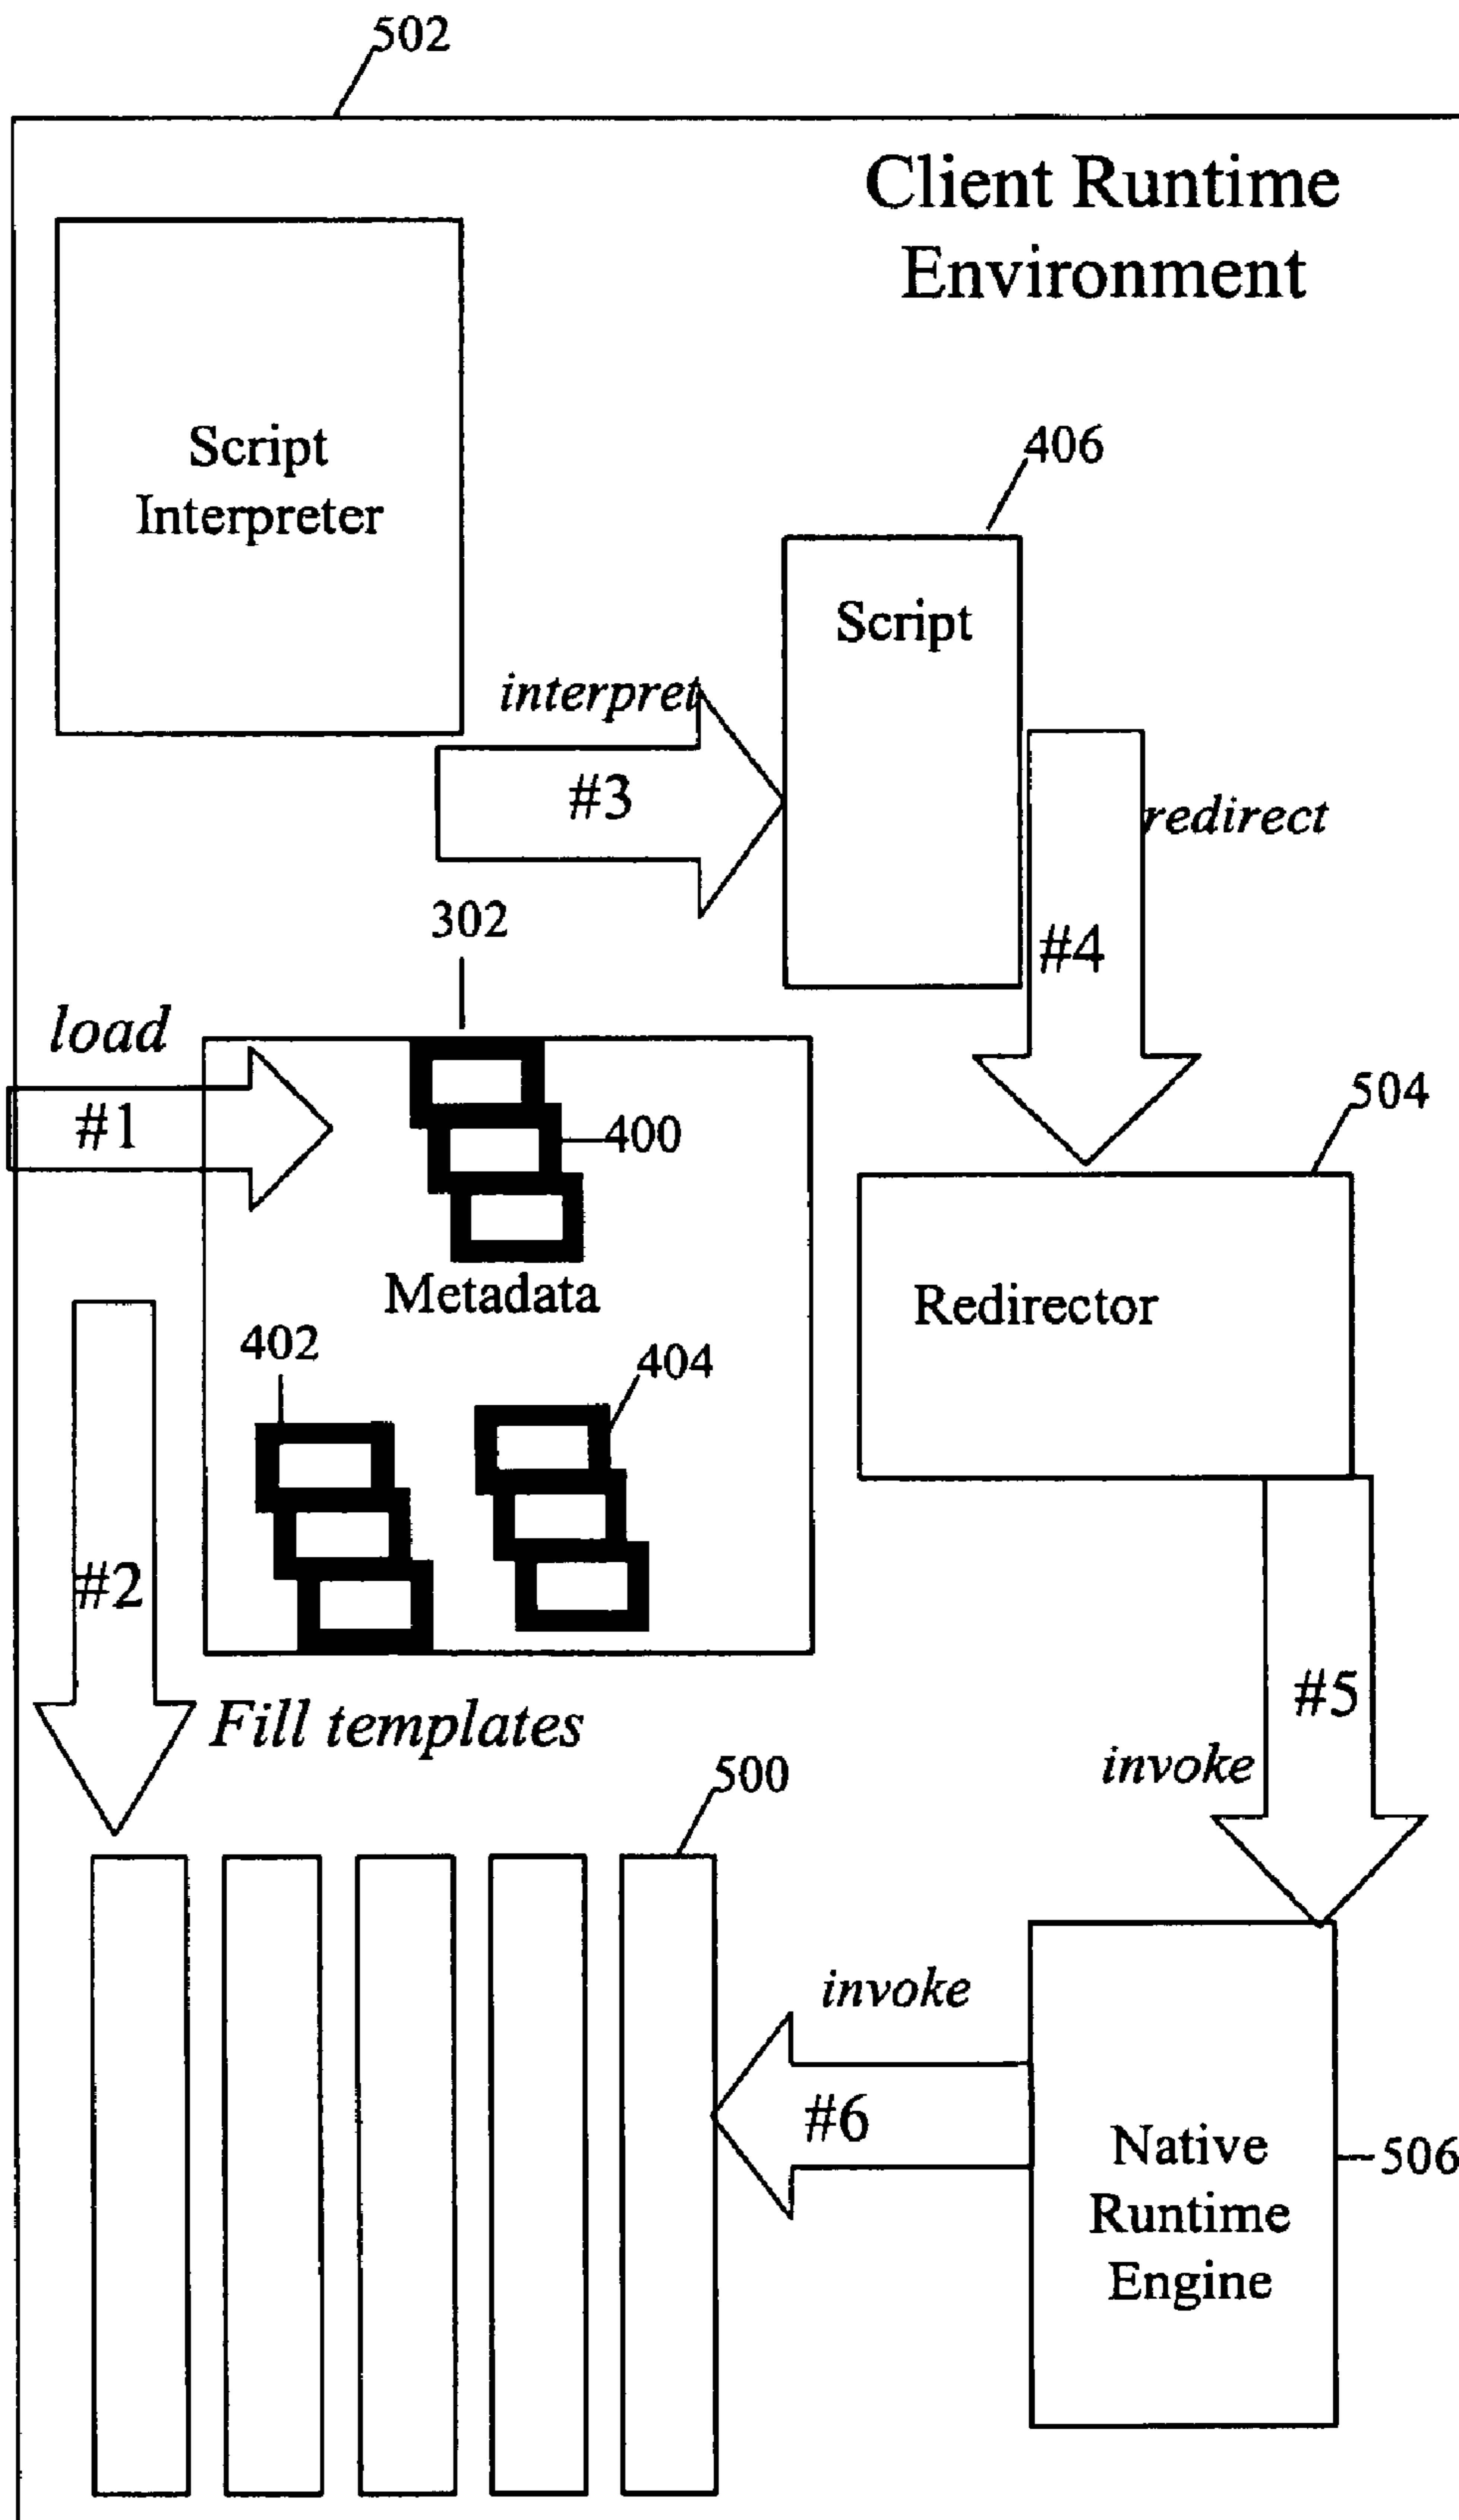 502
Client Runtime
Environment
Script
Interpreter
406
Script
interpret
#3
redirect
#4
302
load
#1
400
504
Metadata
Redirector
402
404
#2
#5
Fill templates
invoke
500
invoke
#6
Native
Runtime
Engine
506